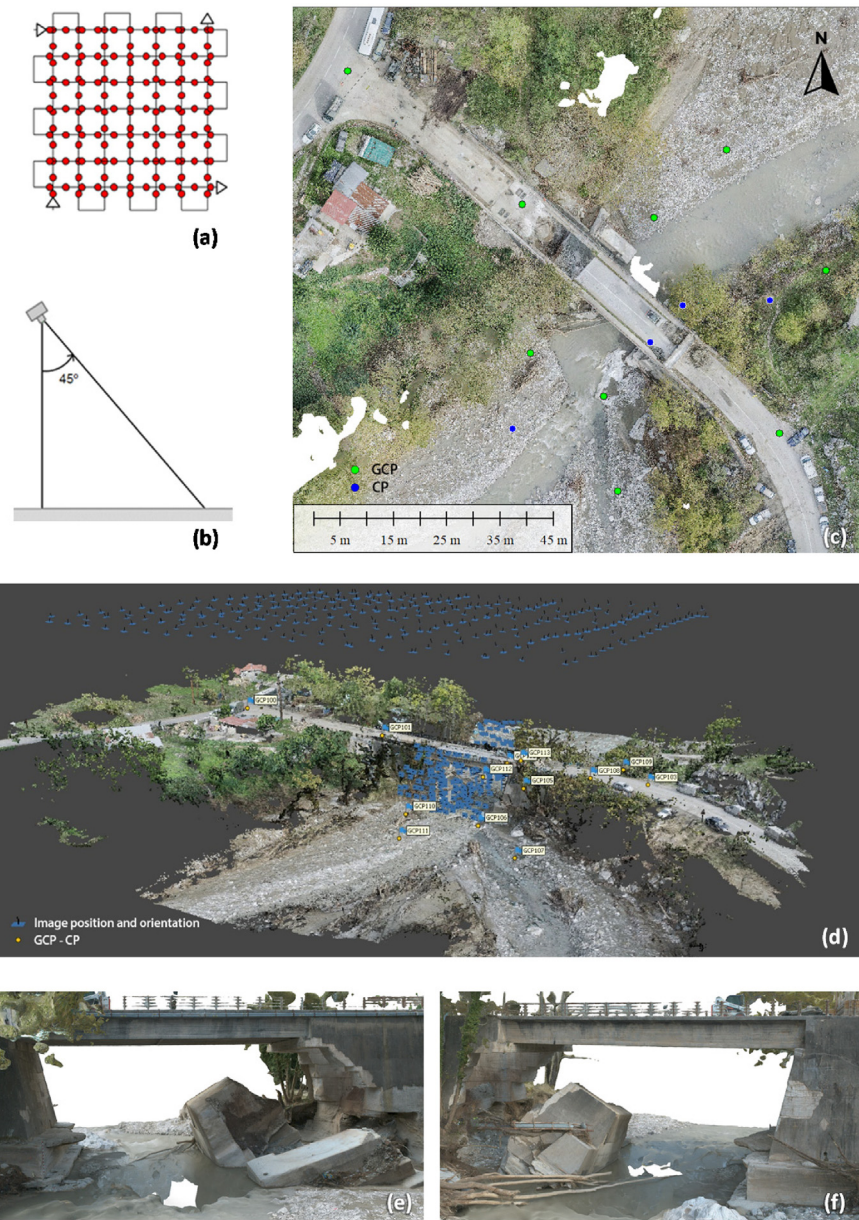 (a)
45°
(b)
N
GCP
CP
5 m 15 m 25 m 35 m 45 m
(c)
GCP100
GCP101
GCP113
GCP112
GCP109
GCP108
GCP103
GCP105
GCP110
GCP106
GCP111
GCP107
Image position and orientation
GCP - CP
(d)
(e)
(f)